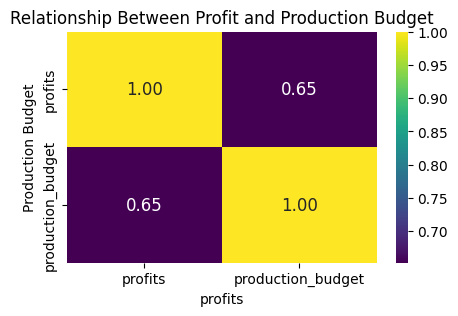 Relationship Between Profit and Production Budget
Production Budget
profits
production_budget
1.00
0.65
0.65
1.00
profits
production_budget
profits
1.00
0.95
0.90
0.85
0.80
0.75
0.70